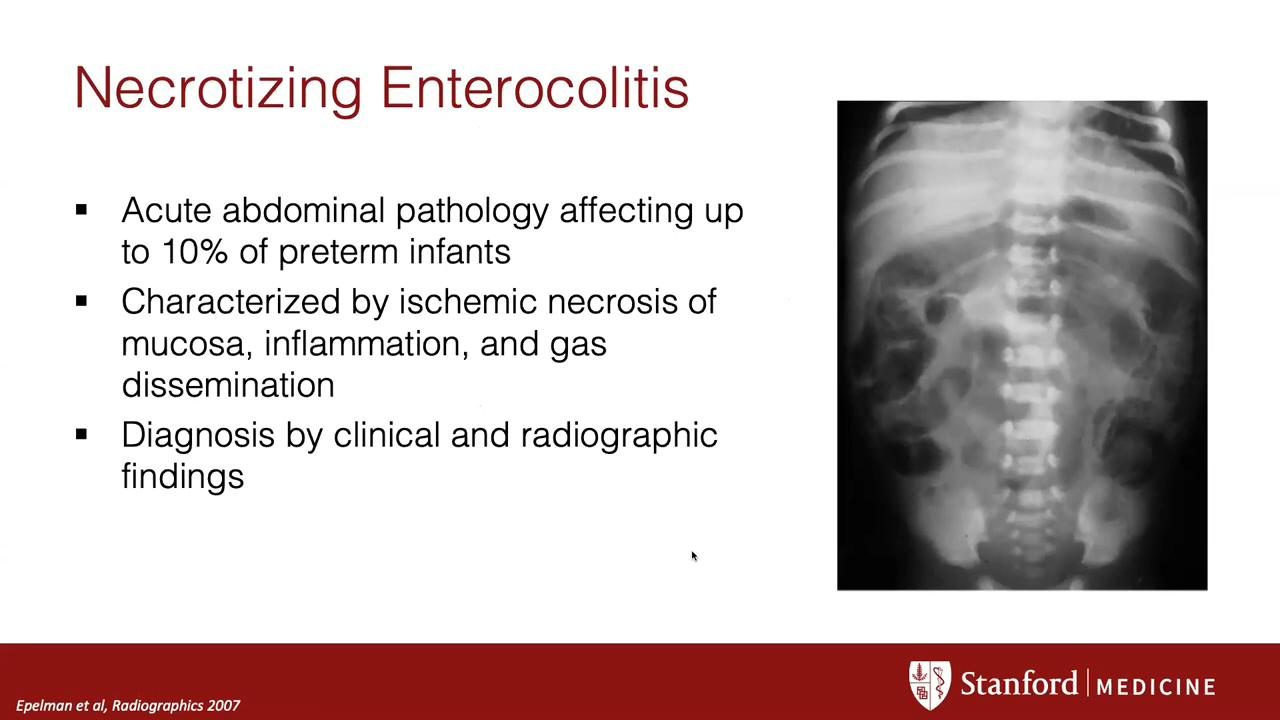 Necrotizing Enterocolitis
▪ Acute abdominal pathology affecting up
to 10% of preterm infants
▪ Characterized by ischemic necrosis of
mucosa, inflammation, and gas
dissemination
▪ Diagnosis by clinical and radiographic
findings
Epelman et al, Radiographics 2007
Stanford MEDICINE